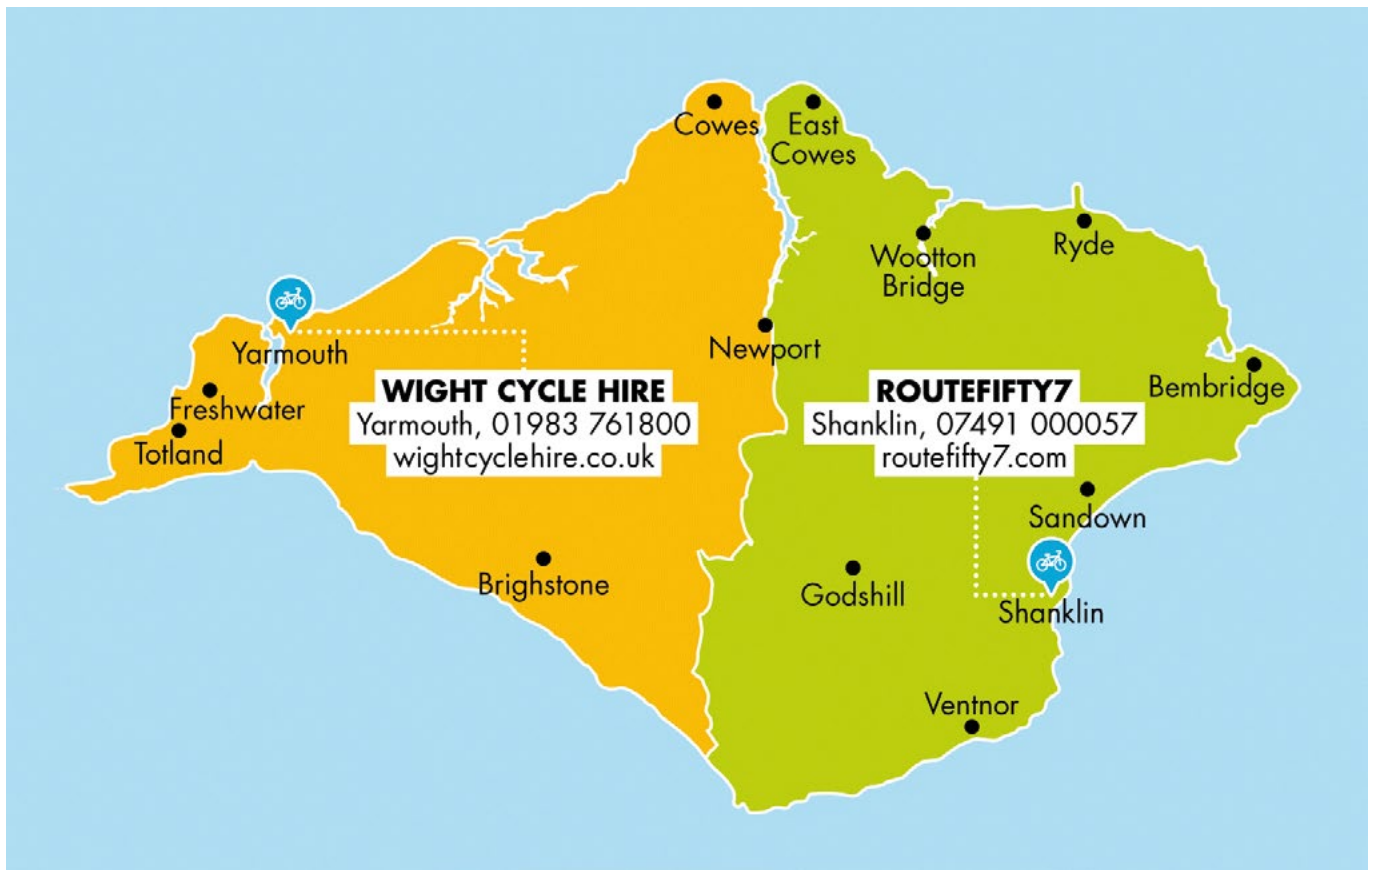 Cowes
East
Cowes
Wootton
Bridge
Ryde
Yarmouth
Newport
Freshwater
Totland
WIGHT CYCLE HIRE
Yarmouth, 01983 761800
wightcyclehire.co.uk
ROUTEFIFTY7
Shanklin, 07491 000057
routefifty7.com
Bembridge
Sandown
Brighstone
Godshill
Shanklin
Ventnor